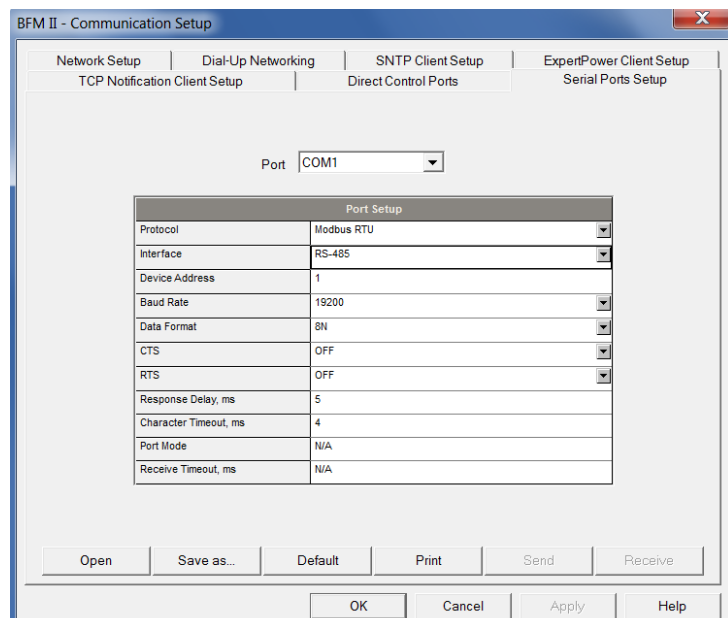 BFM II - Communication Setup
Network Setup Dial-Up Networking SNTP Client Setup ExpertPower Client Setup
TCP Notification Client Setup Direct Control Ports Serial Ports Setup
Port COM1
Port Setup
Protocol Modbus RTU
Interface RS-485
Device Address 1
Baud Rate 19200
Data Format 8N
CTS OFF
RTS OFF
Response Delay, ms 5
Character Timeout, ms 4
Port Mode N/A
Receive Timeout, ms N/A
Open Save as... Default Print Send Receive
OK Cancel Apply Help